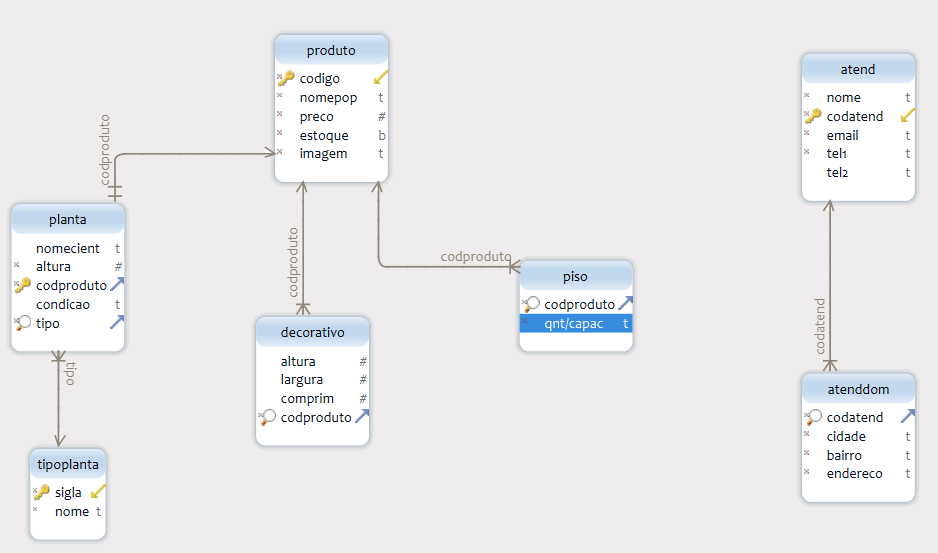 produto
codigo
nomepop t
preco #
estoque b
imagem t
atend
nome t
codatend
email t
tel1 t
tel2 t
codproduto
planta
nomecient t
altura #
codproduto
condicao t
tipo
codproduto
codproduto
piso
codproduto
qnt/capac t
decorativo
altura #
largura #
comprim #
codproduto
codatend
tipo
atenddom
codatend
cidade t
bairro t
endereco t
tipoplanta
sigla
nome t